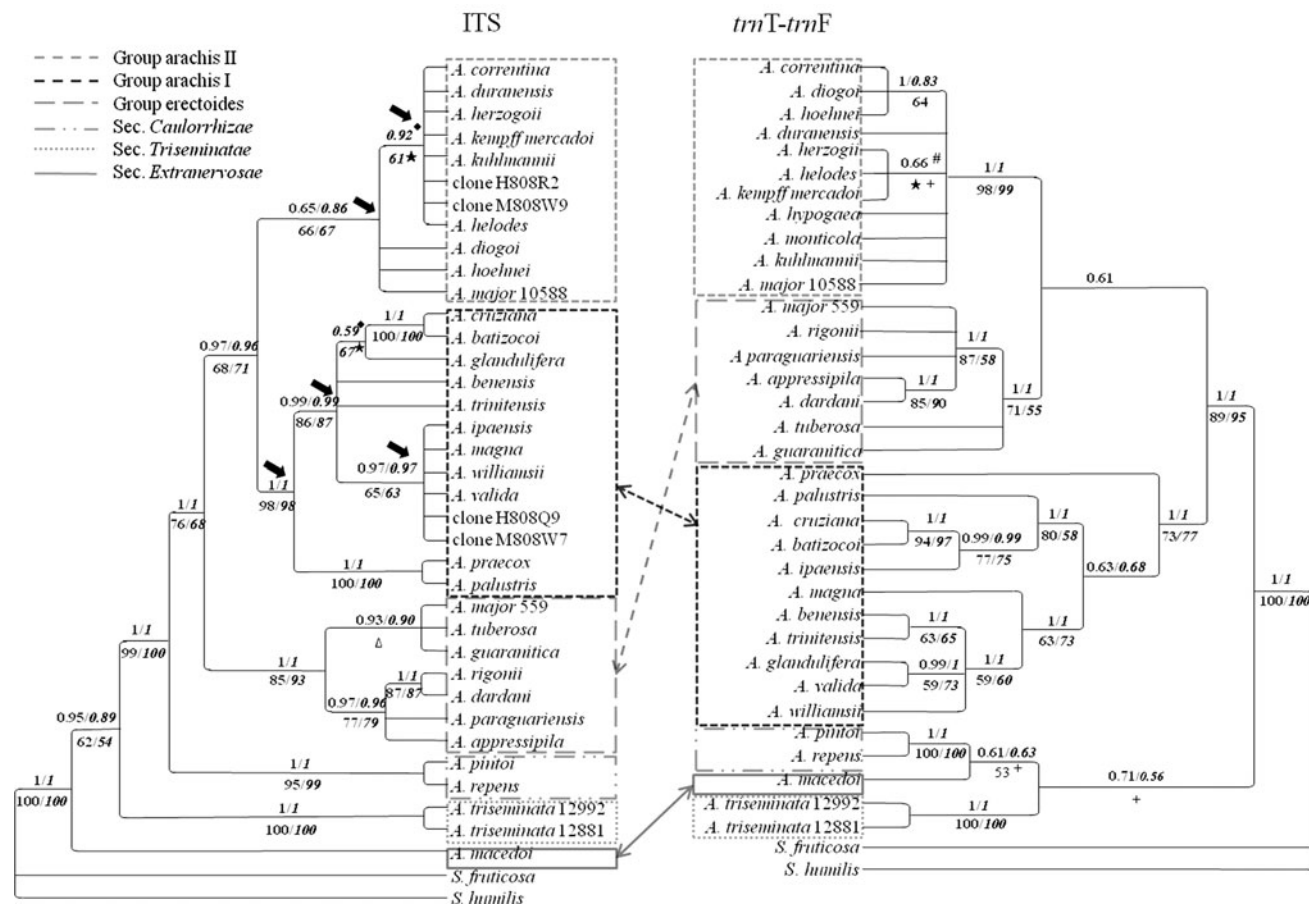 ITS
trnT-trnF
Group arachis II
Group arachis I
Group erectoides
Sec. Caulorrhizae
Sec. Triseminatae
Sec. Extranervosae
A. correntina
A. duranensis
A. herzogoii
A. kempff mercadoi
A. kuhlmannii
clone H808R2
clone M808W9
A. helodes
A. diogoi
A. hoehnei
A. major 10588
A. cruziana
A. batizocoi
A. glandulifera
A. benensis
A. trinitensis
A. ipaensis
A. magna
A. williamsii
A. valida
clone H808Q9
clone M808W7
A. praecox
A. palustris
A. major 559
A. tuberosa
A. guaranitica
A. rigonii
A. dardani
A. paraguariensis
A. appressipila
A. pintoi
A. repens
A. triseminata 12992
A. triseminata 12881
A. macedoi
S. fruticosa
S. humilis
0.92
61★
0.65/0.86
66/67
0.59
67★
1/1
100/100
0.97/0.96
68/71
0.99/0.99
86/87
0.97/0.97
65/63
1/1
98/98
1/1
100/100
1/1
76/68
0.93/0.90
Δ
1/1
87/87
1/1
85/93
0.97/0.96
77/79
1/1
99/100
0.95/0.89
62/54
1/1
95/99
1/1
100/100
1/1
100/100
A. correntina
A. diogoi
A. hoehnei
A. duranensis
A. herzogii
A. helodes
A. kempff mercadoi
A. hypogaea
A. monticola
A. kuhlmannii
A. major 10588
A. major 559
A. rigonii
A paraguariensis
A. appressipila
A. dardani
A. tuberosa
A. guaranitica
A. praecox
A. palustris
A. cruziana
A. batizocoi
A. ipaensis
A. magna
A. benensis
A. trinitensis
A. glandulifera
A. valida
A. williamsii
A. pintoi
A. repens
A. macedoi
A. triseminata 12992
A. triseminata 12881
S. fruticosa
S. humilis
1/0.83
64
0.66 #
★ +
1/1
98/99
0.61
1/1
87/58
1/1
85/90
1/1
71/55
1/1
89/95
1/1
94/97
0.99/0.99
77/75
1/1
80/58
0.63/0.68
1/1
73/77
1/1
63/65
0.99/1
59/73
1/1
59/60
1/1
63/73
1/1
100/100
0.61/0.63
53 +
0.71/0.56
+
1/1
100/100
1/1
100/100